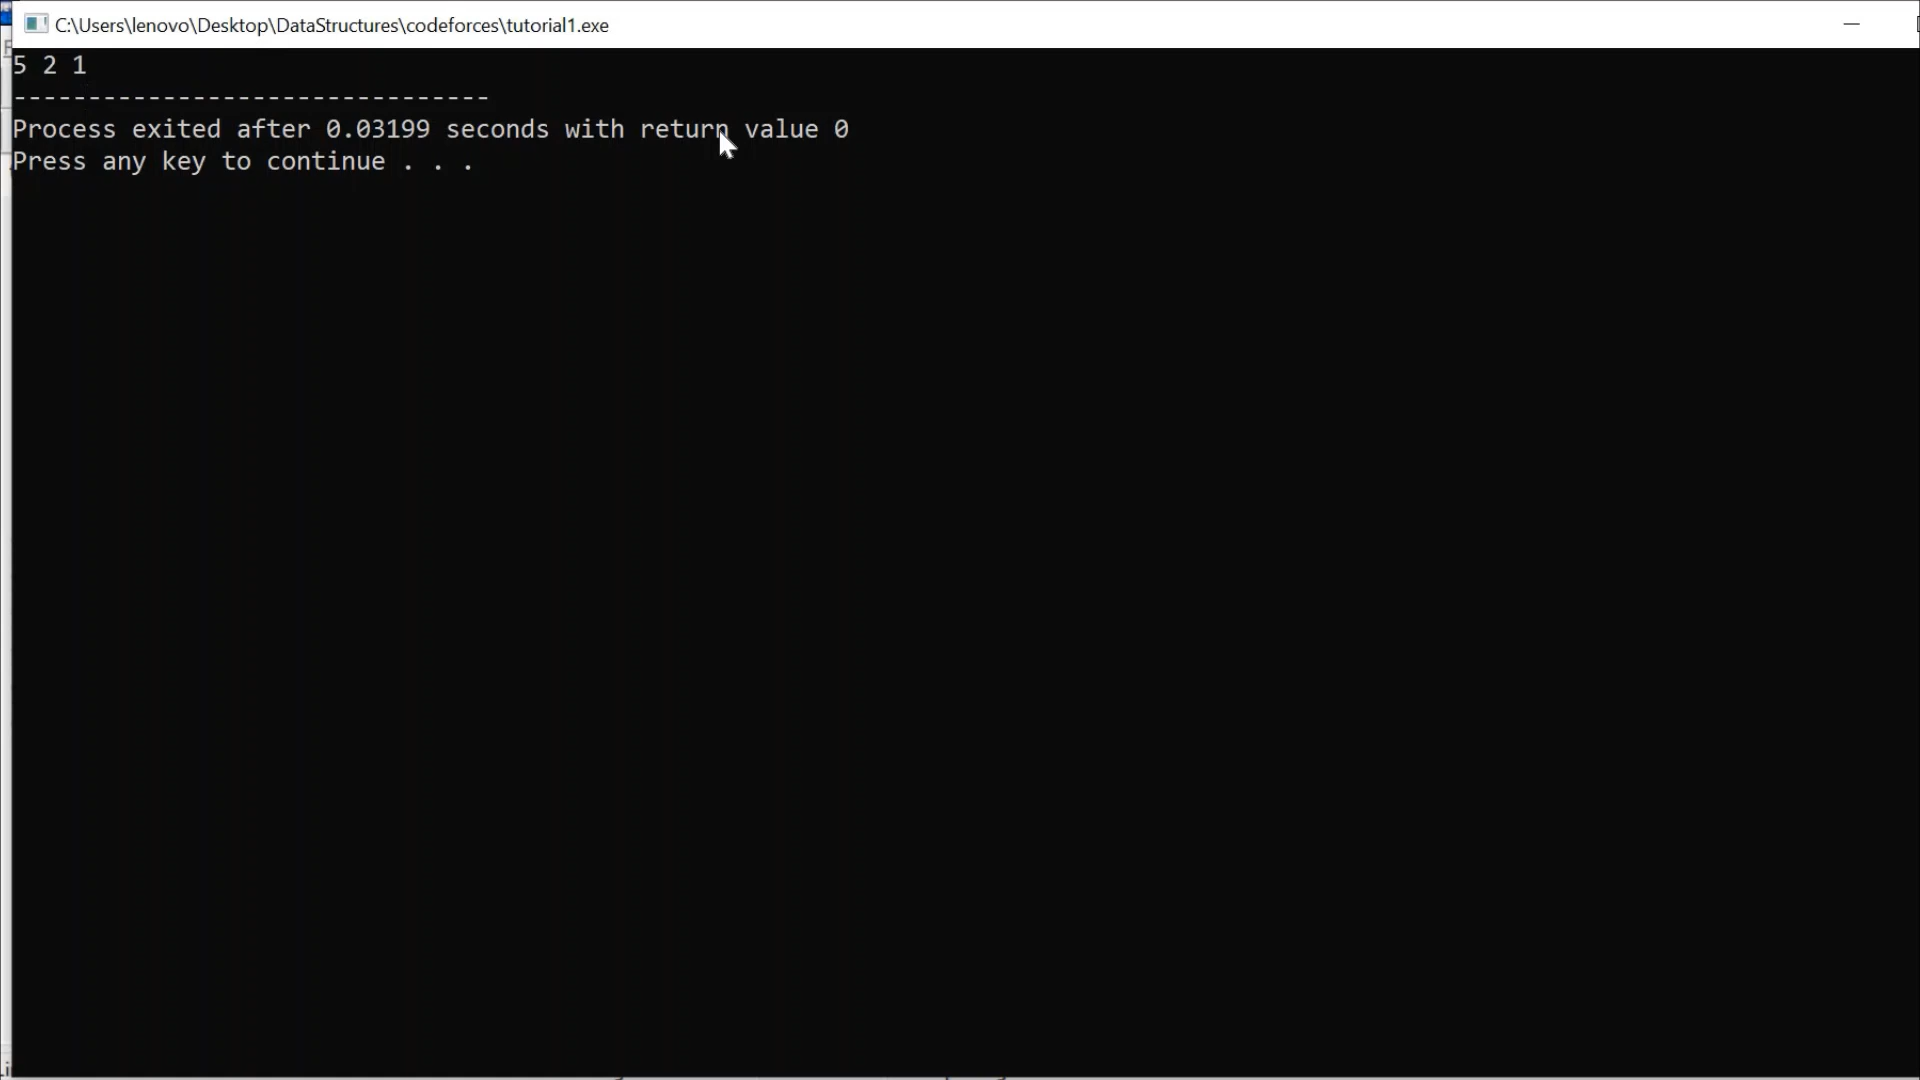 C:\Users\lenovo\Desktop\DataStructures\codeforces\tutorial1.exe
5 2 1
--------------------------------
Process exited after 0.03199 seconds with return value 0
Press any key to continue . . .